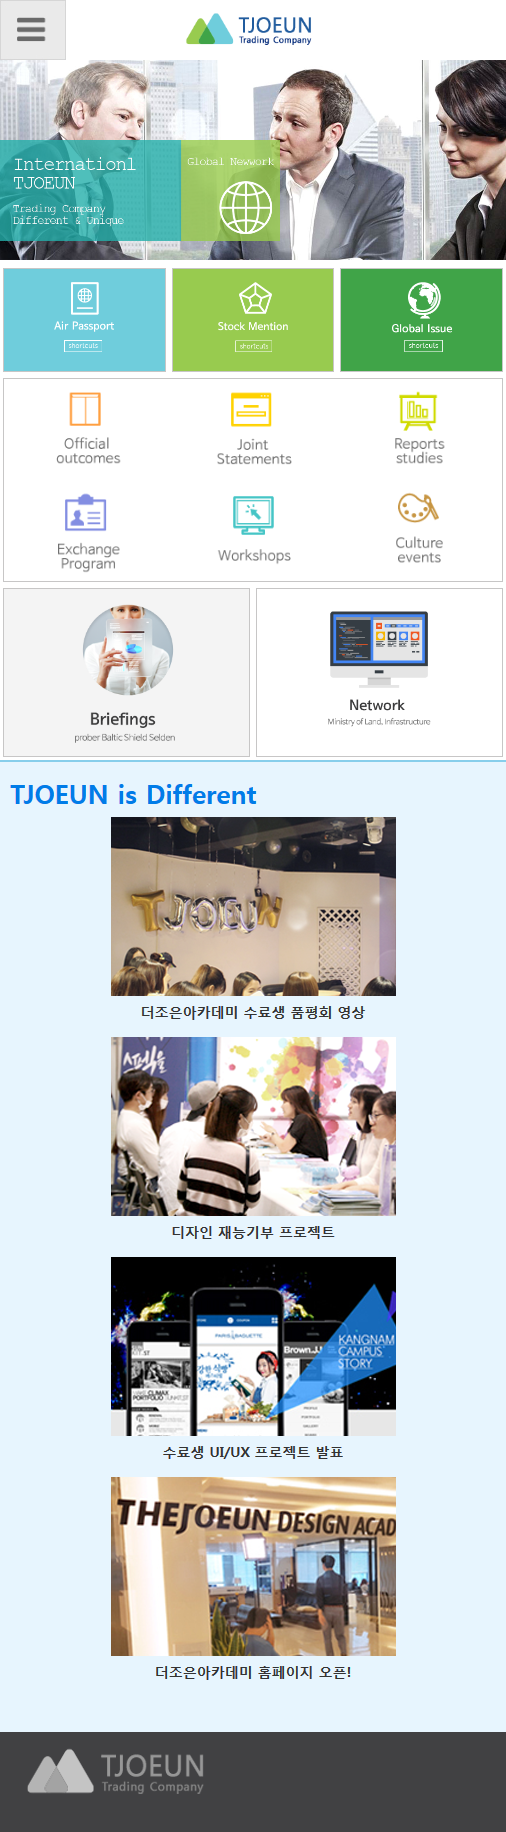 TJOEUN
Trading Company
Internationl
TJOEUN
Trading Company
Different & Unique
Global Newwork
Air Passport
shortcuts
Stock Mention
shortcuts
Global Issue
shortcuts
Official
outcomes
Joint
Statements
Reports
studies
Exchange
Program
Workshops
Culture
events
Briefings
prober Baltic Shield Selden
Network
Ministry of Land, Infrastructure
TJOEUN is Different
TJOEUN
더조은아카데미 수료생 품평회 영상
디자인 재능기부 프로젝트
PARIS BAGUETTE
KANGNAM
CAMPUS
STORY
수료생 UI/UX 프로젝트 발표
THEJOEUN DESIGN ACAD
더조은아카데미 홈페이지 오픈!
TJOEUN
Trading Company